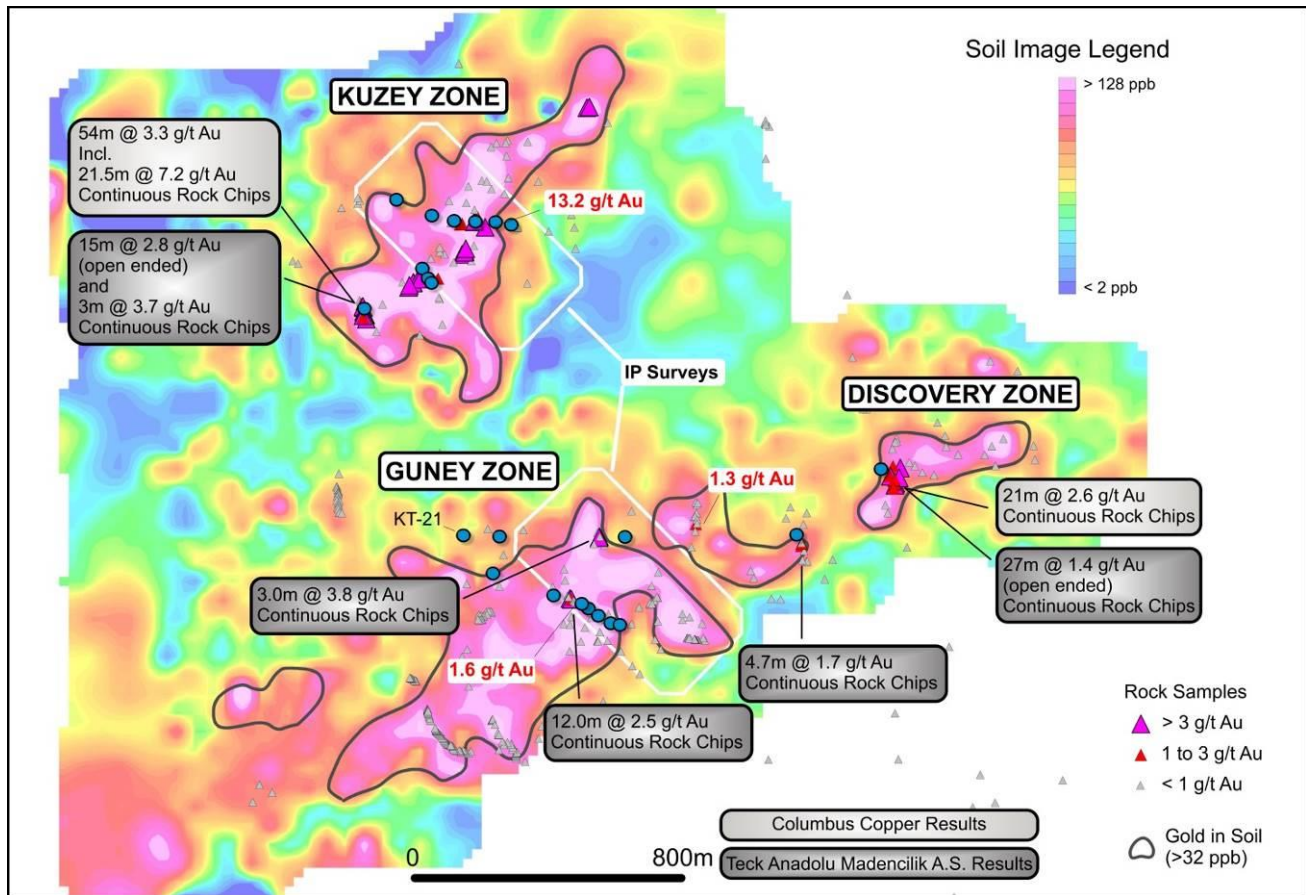 Soil Image Legend
> 128 ppb
< 2 ppb
KUZEY ZONE
54m @ 3.3 g/t Au
Incl.
21.5m @ 7.2 g/t Au
Continuous Rock Chips
15m @ 2.8 g/t Au
(open ended)
and
3m @ 3.7 g/t Au
Continuous Rock Chips
13.2 g/t Au
IP Surveys
DISCOVERY ZONE
GUNEY ZONE
1.3 g/t Au
KT-21
21m @ 2.6 g/t Au
Continuous Rock Chips
27m @ 1.4 g/t Au
(open ended)
Continuous Rock Chips
3.0m @ 3.8 g/t Au
Continuous Rock Chips
1.6 g/t Au
4.7m @ 1.7 g/t Au
Continuous Rock Chips
12.0m @ 2.5 g/t Au
Continuous Rock Chips
Rock Samples
> 3 g/t Au
1 to 3 g/t Au
< 1 g/t Au
Gold in Soil
(>32 ppb)
Columbus Copper Results
Teck Anadolu Madencilik A.S. Results
0
800m